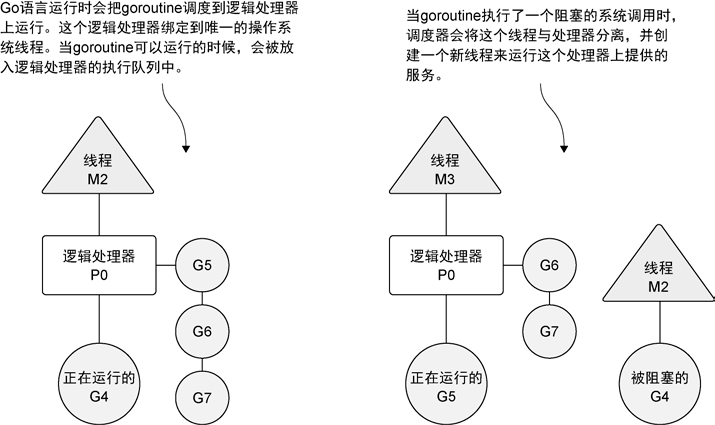 Go语言运行时会把goroutine调度到逻辑处理器
上运行。这个逻辑处理器绑定到唯一的操作系
统线程。当goroutine可以运行的时候，会被放
入逻辑处理器的执行队列中。
线程
M2
逻辑处理器
P0
G5
G6
G7
正在运行的
G4
当goroutine执行了一个阻塞的系统调用时，
调度器会将这个线程与处理器分离，并创
建一个新线程来运行这个处理器上提供的
服务。
线程
M3
逻辑处理器
P0
G6
G7
正在运行的
G5
线程
M2
被阻塞的
G4